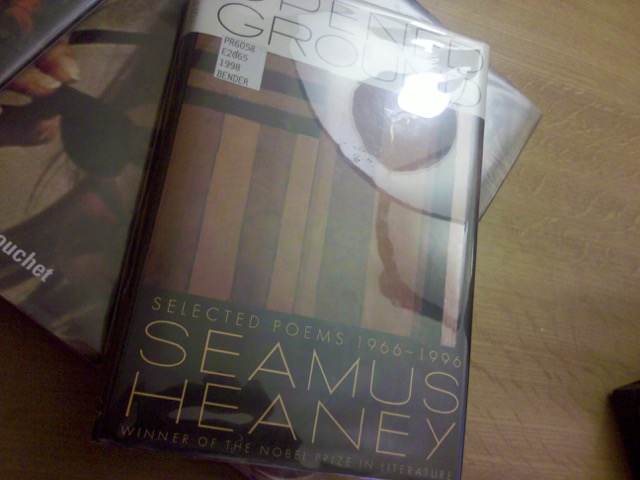 OPENED
GROUND
PR6058
E2065
1998
BENDER
ouchet
SELECTED POEMS 1966-1996
SEAMUS
HEANEY
WINNER OF THE NOBEL PRIZE IN LITERATURE